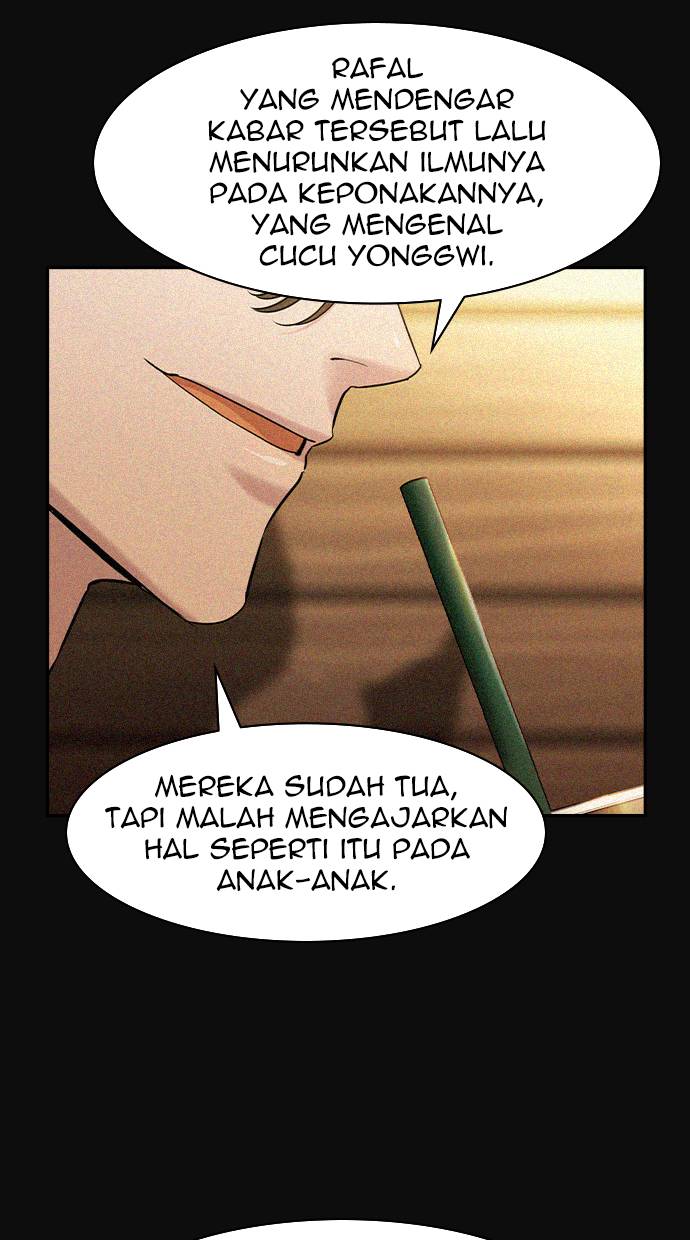 RAFAL
YANG MENDENGAR
KABAR TERSEBUT LALU
MENURUNKAN ILMUNYA
PADA KEPONAKANNYA,
YANG MENGENAL
CUCU YONGGWI.
MEREKA SUDAH TUA,
TAPI MALAH MENGAJARKAN
HAL SEPERTI ITU PADA
ANAK-ANAK.